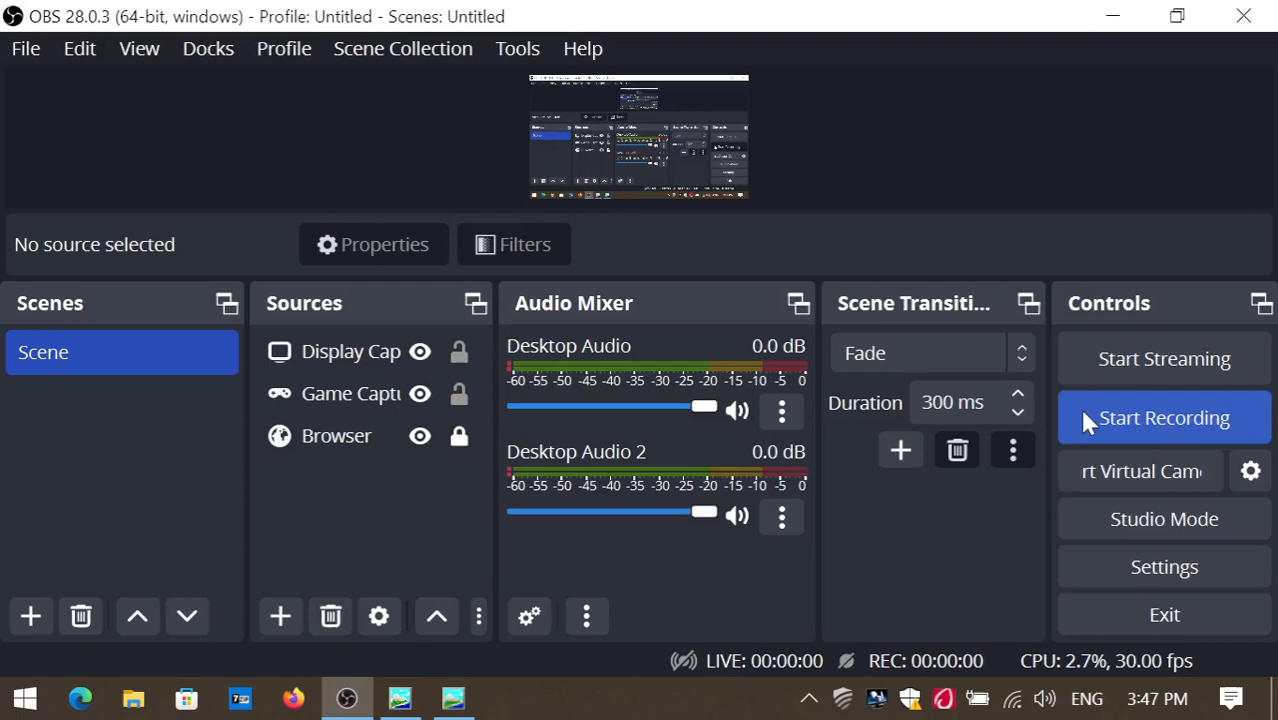 OBS 28.0.3 (64-bit, windows) - Profile: Untitled - Scenes: Untitled
File Edit View Docks Profile Scene Collection Tools Help
No source selected Properties Filters
Scenes
Scene
Sources
Display Cap
Game Captu
Browser
Audio Mixer
Desktop Audio 0.0 dB
-60 -55 -50 -45 -40 -35 -30 -25 -20 -15 -10 -5 0
Desktop Audio 2 0.0 dB
-60 -55 -50 -45 -40 -35 -30 -25 -20 -15 -10 -5 0
Scene Transiti...
Fade
Duration 300 ms
Controls
Start Streaming
Start Recording
rt Virtual Came
Studio Mode
Settings
Exit
LIVE: 00:00:00 REC: 00:00:00 CPU: 2.7%, 30.00 fps
ENG 3:47 PM